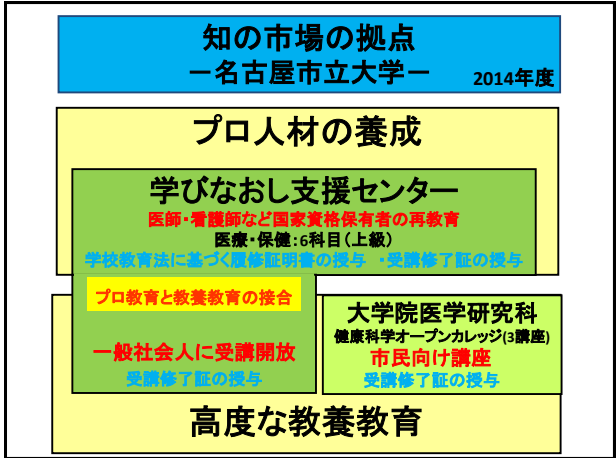 知の市場の拠点
－名古屋市立大学－
2014年度
プロ人材の養成
学びなおし支援センター
医師・看護師など国家資格保有者の再教育
医療・保健：6科目（上級）
学校教育法に基づく履修証明書の授与　・受講修了証の授与
プロ教育と教養教育の接合
一般社会人に受講開放
受講修了証の授与
大学院医学研究科
健康科学オープンカレッジ(3講座)
市民向け講座
受講修了証の授与
高度な教養教育